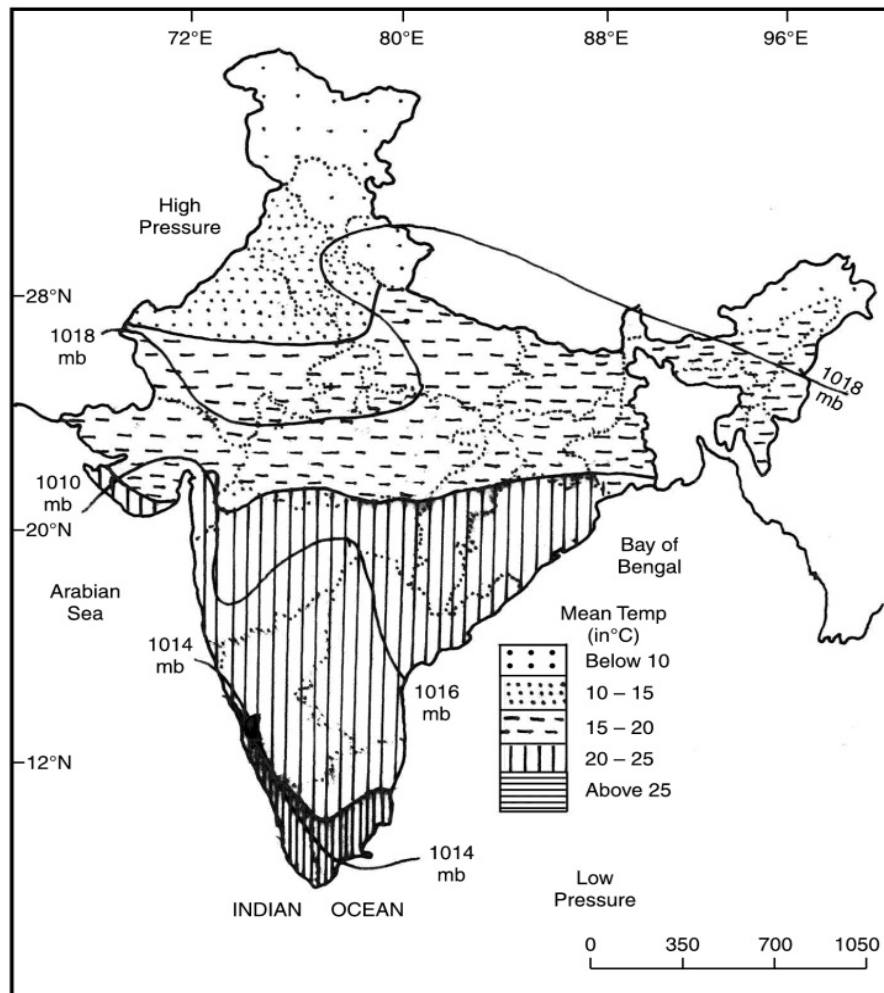 72°E 80°E 88°E 96°E
High
Pressure
28°N
1018
mb
1018
mb
1010
mb
20°N
Bay of
Bengal
Arabian
Sea
Mean Temp
(in°C)
Below 10
10 – 15
15 – 20
20 – 25
Above 25
1014
mb
1016
mb
12°N
1014
mb
Low
Pressure
INDIAN OCEAN
0 350 700 1050